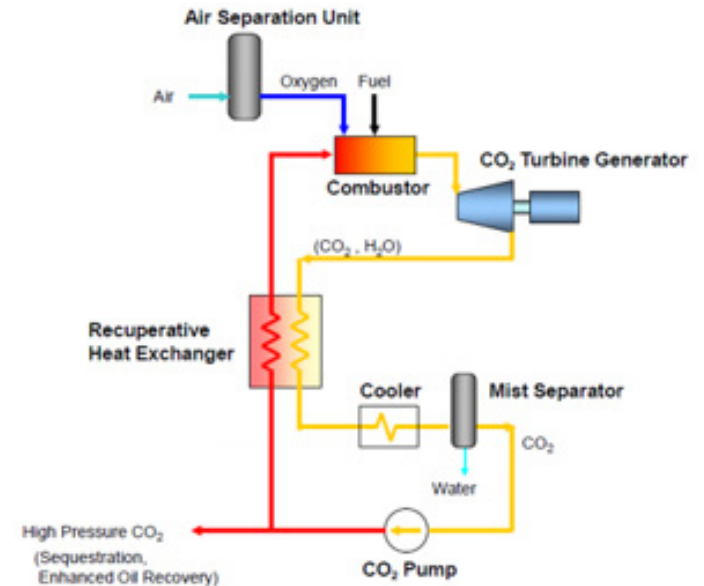 Air Separation Unit
Oxygen
Fuel
Air
CO₂ Turbine Generator
Combustor
(CO₂ , H₂O)
Recuperative
Heat Exchanger
Cooler
Mist Separator
CO₂
Water
High Pressure CO₂
(Sequestration,
Enhanced Oil Recovery)
CO₂ Pump